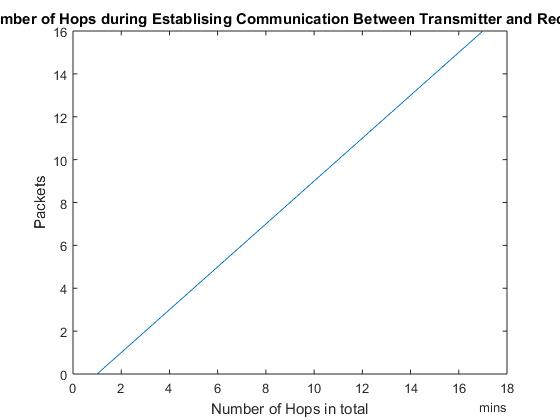 mber of Hops during Establising Communication Between Transmitter and Rec
16
14
12
10
8
6
4
2
0
Packets
0 2 4 6 8 10 12 14 16 18
Number of Hops in total
mins